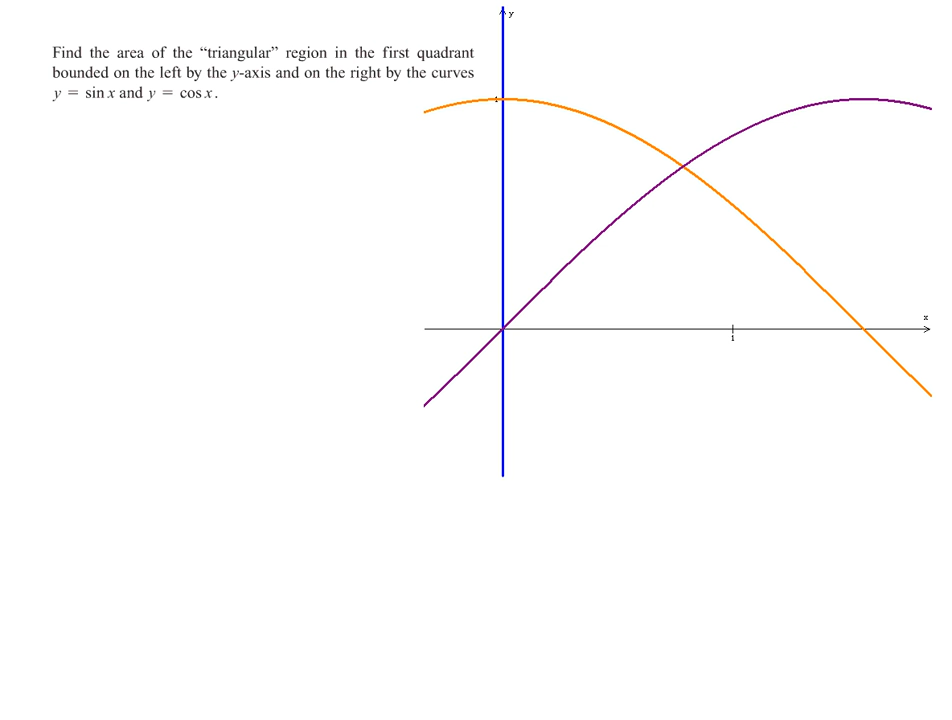 Find the area of the “triangular” region in the first quadrant
bounded on the left by the y-axis and on the right by the curves
y = sin x and y = cos x.
y
1
x
1